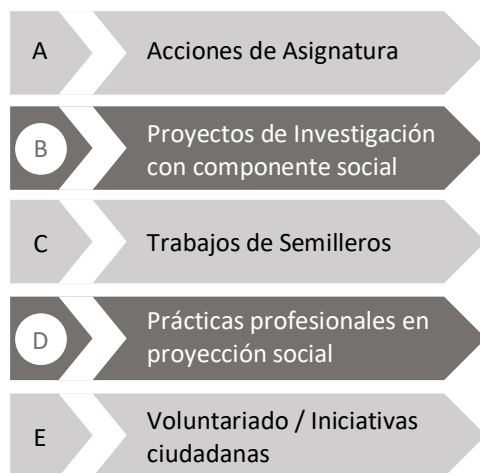 A
Acciones de Asignatura
B
Proyectos de Investigación
con componente social
C
Trabajos de Semilleros
D
Prácticas profesionales en
proyección social
E
Voluntariado / Iniciativas
ciudadanas